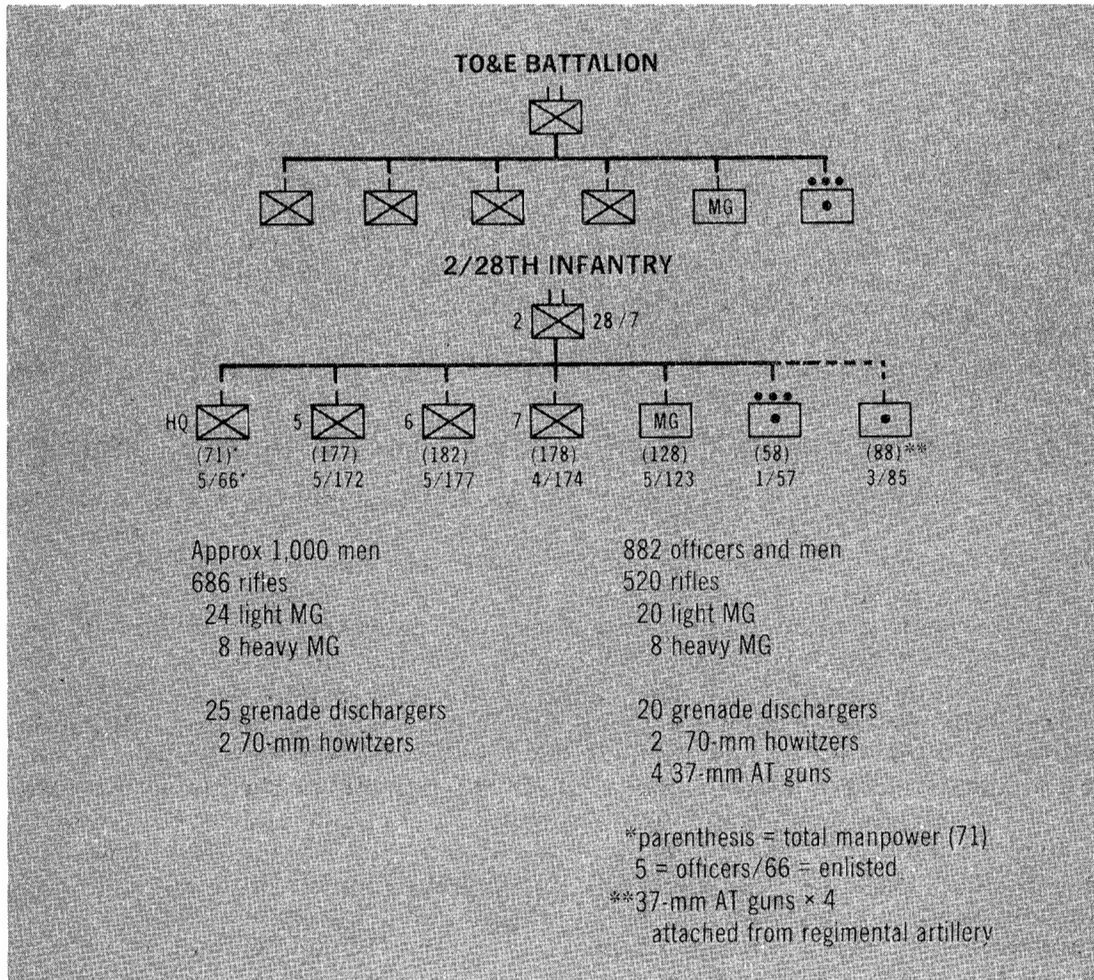 TO&E BATTALION
MG
2/28TH INFANTRY
2 28/7
HQ 5 6 7 MG
(71)* (177) (182) (178) (128) (58) (88)**
5/66* 5/172 5/177 4/174 5/123 1/57 3/85
Approx 1,000 men
686 rifles
24 light MG
8 heavy MG
25 grenade dischargers
2 70-mm howitzers
882 officers and men
520 rifles
20 light MG
8 heavy MG
20 grenade dischargers
2 70-mm howitzers
4 37-mm AT guns
*parenthesis = total manpower (71)
5 = officers/66 = enlisted
**37-mm AT guns × 4
attached from regimental artillery